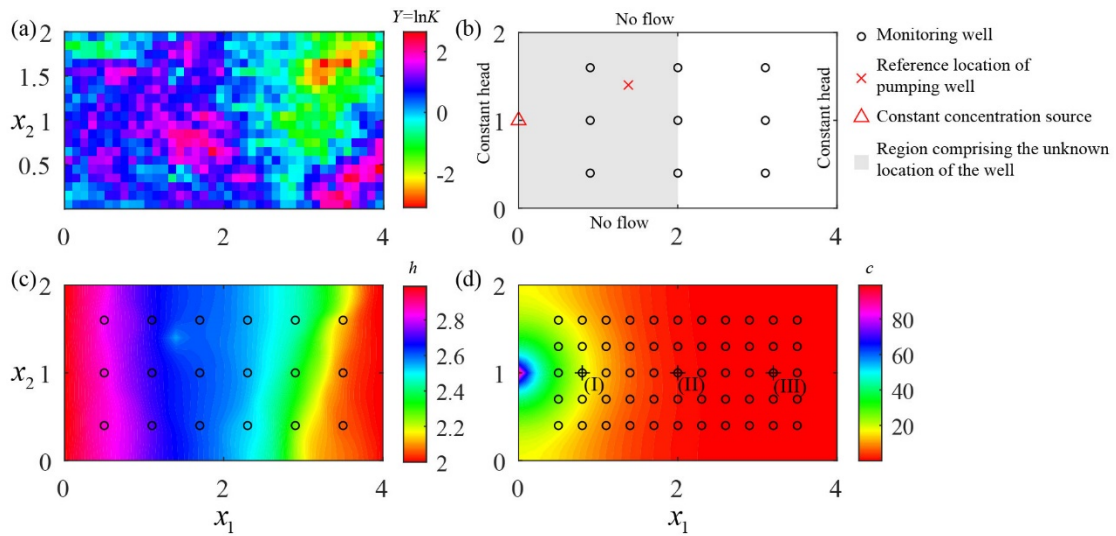 (a)
Y=lnK
2
1.5
x2 1
0.5
0 2 4
2
0
-2
(b)
No flow
2
1
0
Constant head
Constant head
No flow
0 2 4
Monitoring well
Reference location of
pumping well
Constant concentration source
Region comprising the unknown
location of the well
(c)
h
2
x2 1
0
0 2 4
x1
2.8
2.6
2.4
2.2
2
(d)
c
2
1
0
(I) (II) (III)
0 2 4
x1
80
60
40
20